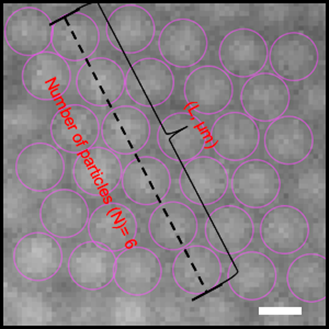 (L, μm)
Number of particles (N)= 6